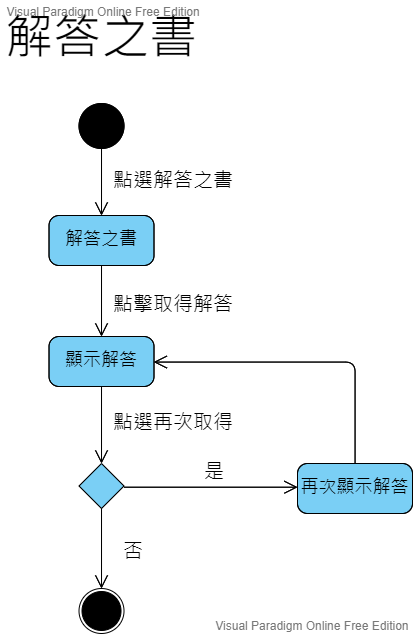 Visual Paradigm Online Free Edition
解答之書
點選解答之書
解答之書
點擊取得解答
顯示解答
點選再次取得
是
再次顯示解答
否
Visual Paradigm Online Free Edition